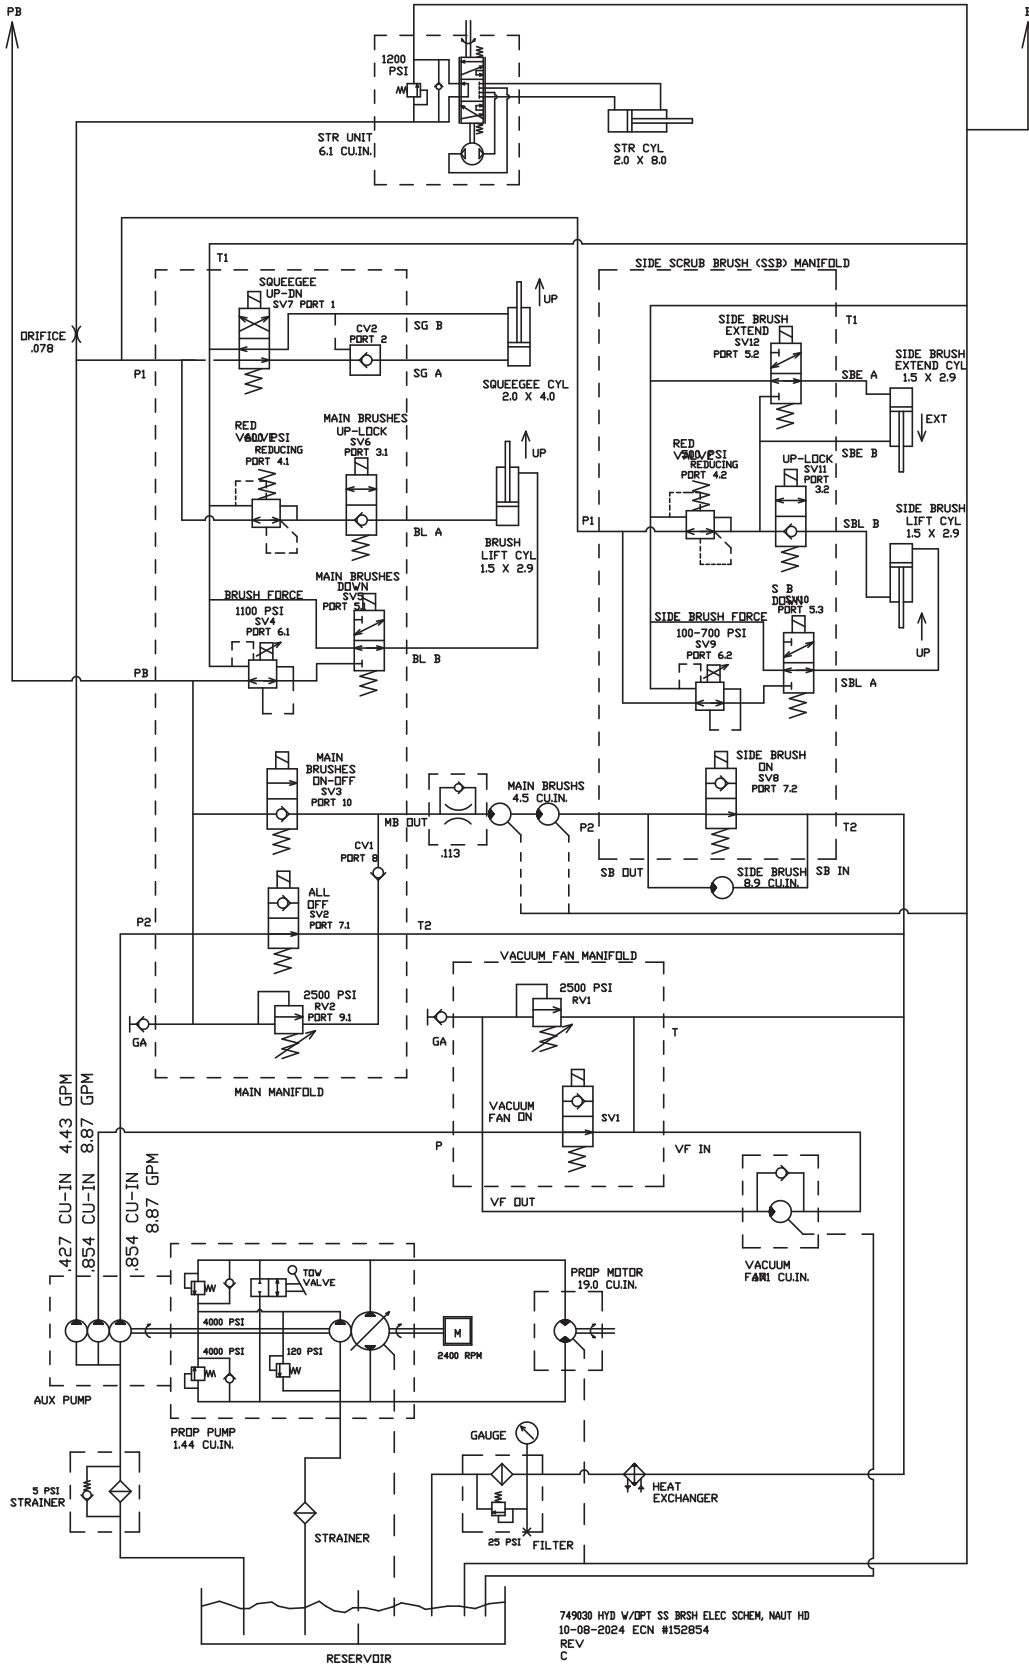 PB
1200
PSI
STR UNIT
6.1 CU.IN.
STR CYL
2.0 X 8.0
T1
SQUEEGEE
UP-DN
SV7 PORT 1
SG B
CV2
PORT 2
UP
ORIFICE
.078
P1
SG A
SQUEEGEE CYL
2.0 X 4.0
SIDE SCRUB BRUSH (SSB) MANIFOLD
T1
SIDE BRUSH
EXTEND
SV12
PORT 5.2
SIDE BRUSH
EXTEND CYL
1.5 X 2.9
SBE A
EXT
SBE B
RED
REDUCING
PORT 4.1
MAIN BRUSHES
UP-LOCK
SV6
PORT 3.1
UP
BL A
BRUSH
LIFT CYL
1.5 X 2.9
RED
REDUCING
PORT 4.2
UP-LOCK
SV11
PORT
3.2
P1
SBL B
SIDE BRUSH
LIFT CYL
1.5 X 2.9
MAIN BRUSHES
DOWN
SV5
PORT 5.1
BRUSH FORCE
1100 PSI
SV4
PORT 6.1
BL B
PB
S B
PORT 5.3
SIDE BRUSH FORCE
100-700 PSI
SV9
PORT 6.2
UP
SBL A
MAIN
BRUSHES
ON-OFF
SV3
PORT 10
MB OUT
.113
MAIN BRUSHS
4.5 CU.IN.
P2
SIDE BRUSH
ON
SV8
PORT 7.2
T2
CV1
PORT 8
SB OUT
SIDE BRUSH
8.9 CU.IN.
SB IN
ALL
OFF
SV2
PORT 7.1
P2
T2
VACUUM FAN MANIFOLD
2500 PSI
RV2
PORT 9.1
2500 PSI
RV1
GA
GA
T
MAIN MANIFOLD
VACUUM
FAN ON
SV1
P
VF IN
VF OUT
.427 CU-IN 4.43 GPM
.854 CU-IN 8.87 GPM
.854 CU-IN
8.87 GPM
VACUUM
TOW
VALVE
4000 PSI
4000 PSI
120 PSI
M
2400 RPM
PROP MOTOR
19.0 CU.IN.
AUX PUMP
PROP PUMP
1.44 CU.IN.
GAUGE
5 PSI
STRAINER
STRAINER
HEAT
EXCHANGER
25 PSI
FILTER
RESERVOIR
749030 HYD W/OPT SS BRSH ELEC SCHEM, NAUT HD
10-08-2024 ECN #152854
REV
C